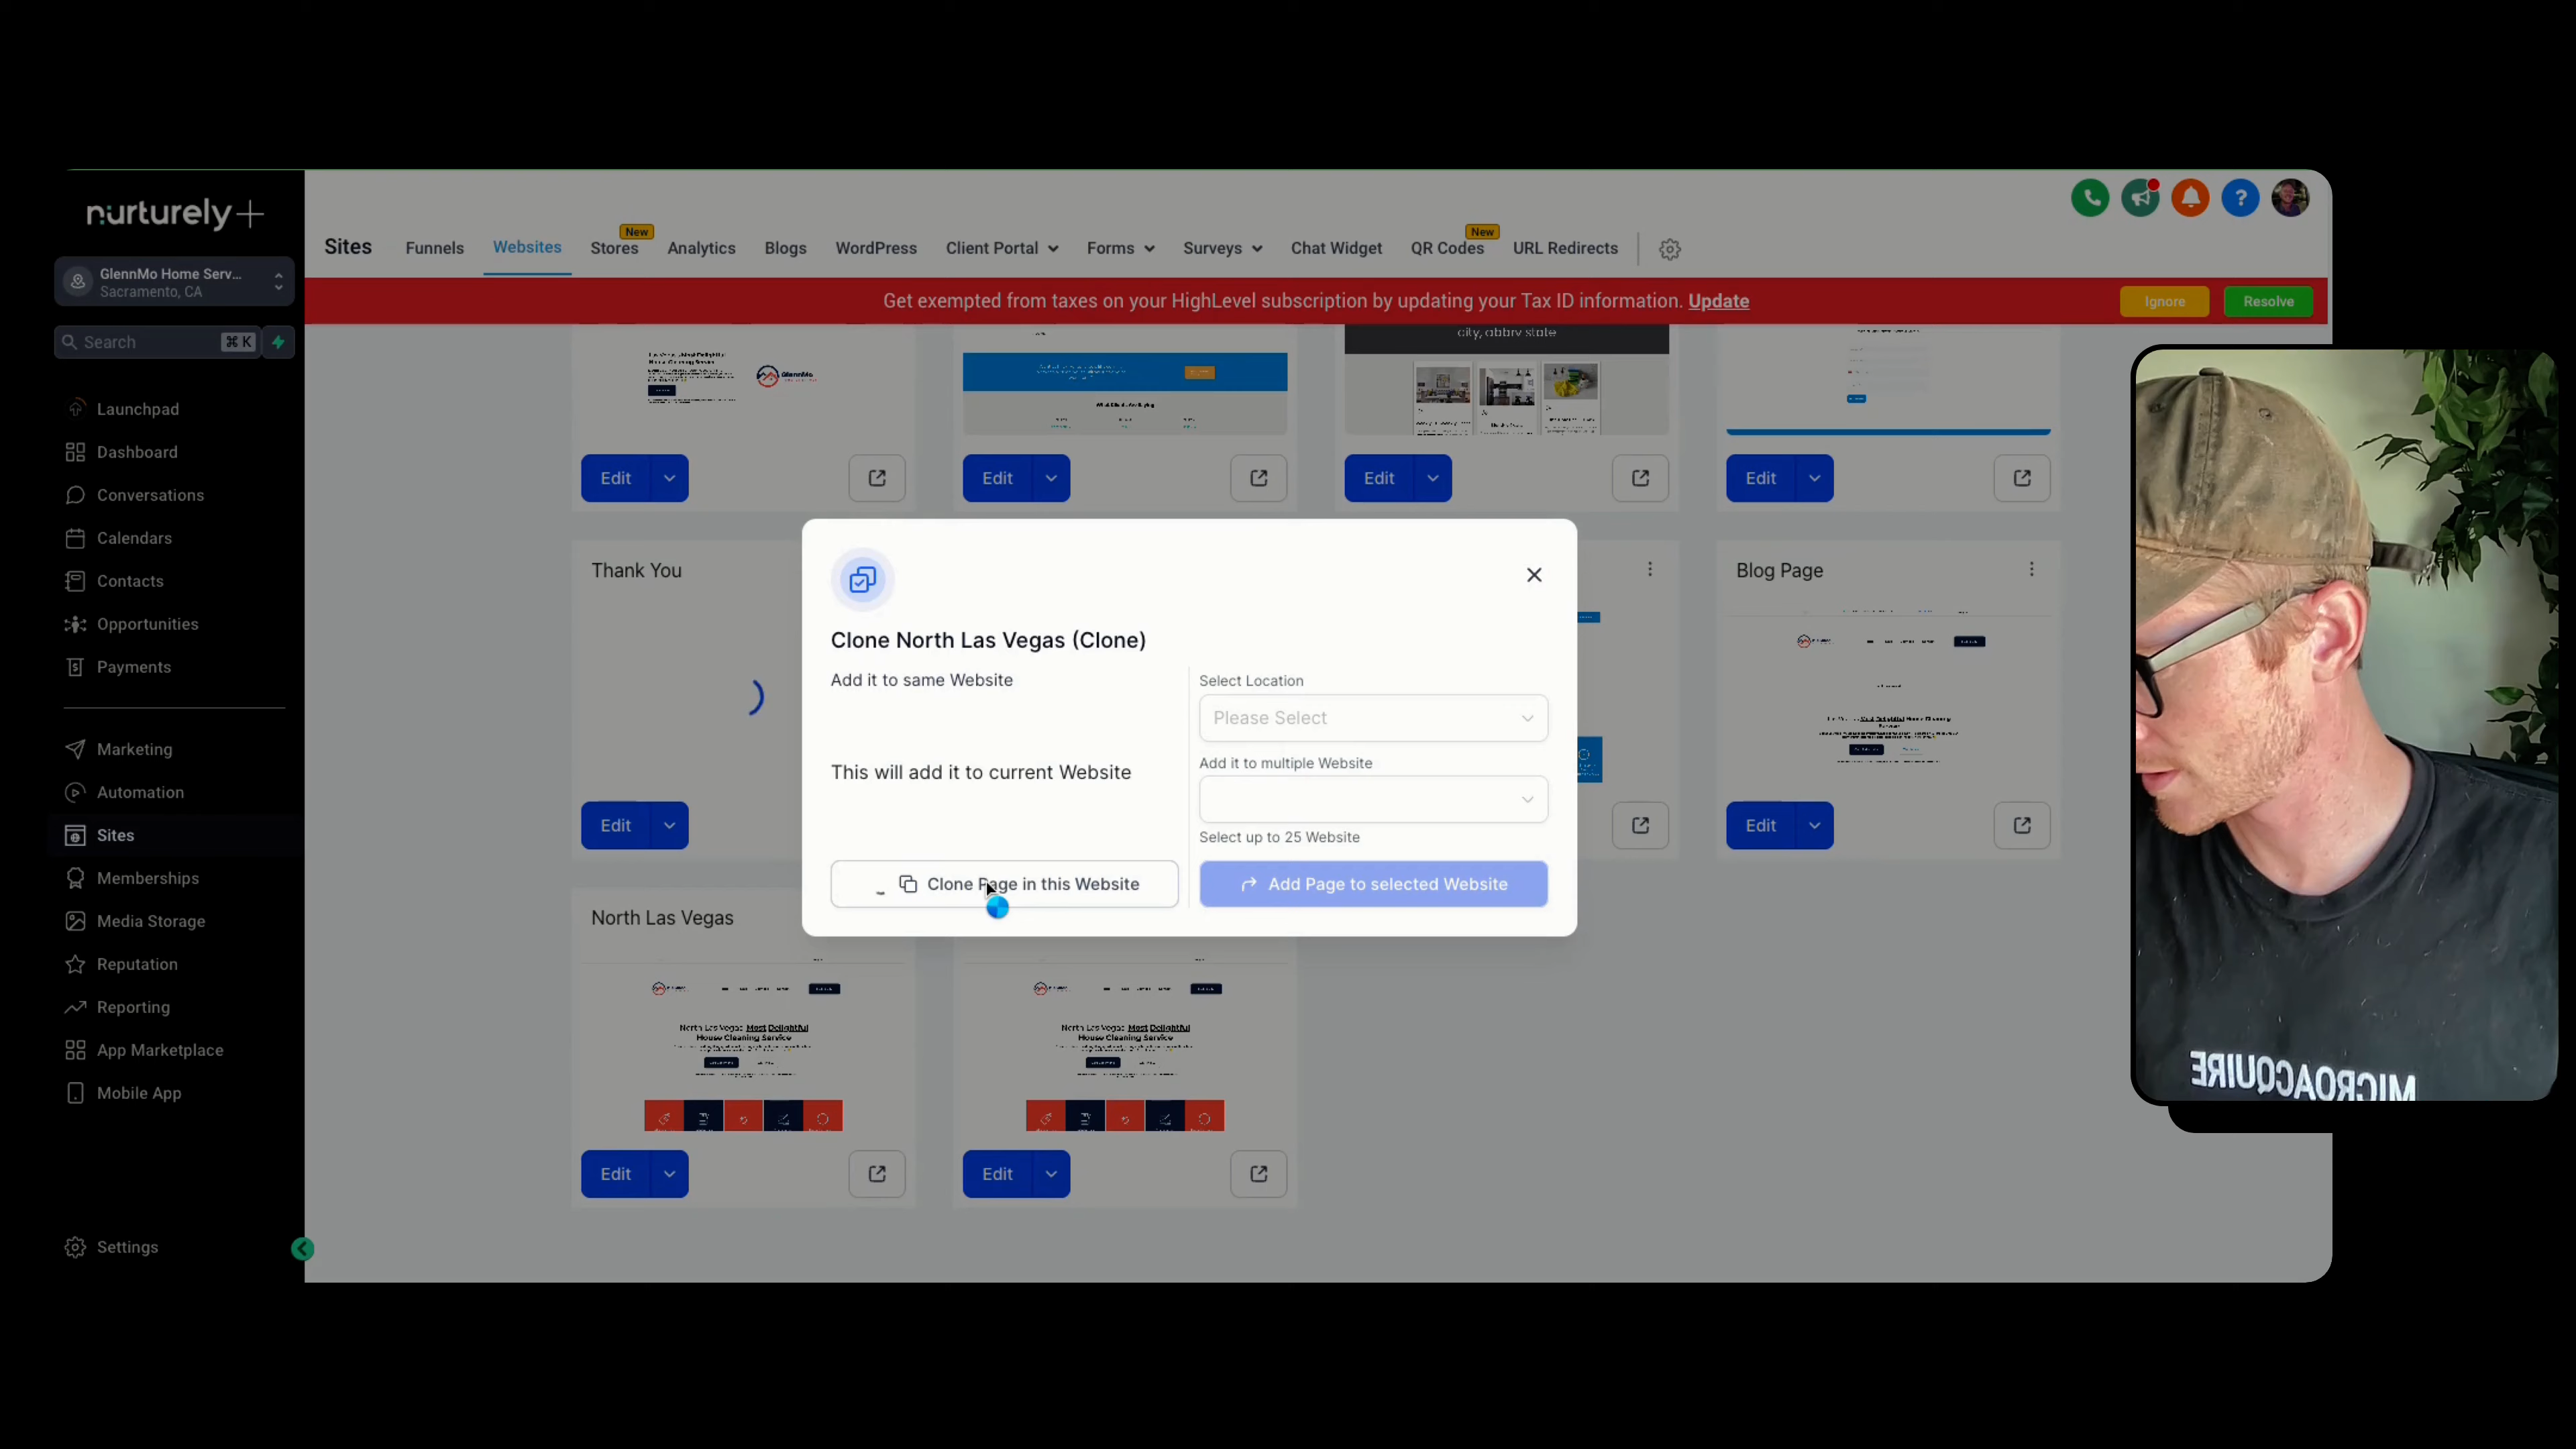 nurturely+
GlennMo Home Serv...
Sacramento, CA
Search
⌘ K
Launchpad
Dashboard
Conversations
Calendars
Contacts
Opportunities
Payments
Marketing
Automation
Sites
Memberships
Media Storage
Reputation
Reporting
App Marketplace
Mobile App
Settings
Sites
Funnels
Websites
Stores
New
Analytics
Blogs
WordPress
Client Portal
Forms
Surveys
Chat Widget
QR Codes
New
URL Redirects
Get exempted from taxes on your HighLevel subscription by updating your Tax ID information. Update
Ignore
Resolve
city, abbrv state
Edit
Edit
Edit
Edit
Thank You
Blog Page
Clone North Las Vegas (Clone)
Add it to same Website
This will add it to current Website
Clone Page in this Website
Select Location
Please Select
Add it to multiple Website
Select up to 25 Website
Add Page to selected Website
Edit
Edit
North Las Vegas
North Las Vegas Most Delightful
House Cleaning Service
North Las Vegas Most Delightful
House Cleaning Service
Edit
Edit
MICROACQUIRE